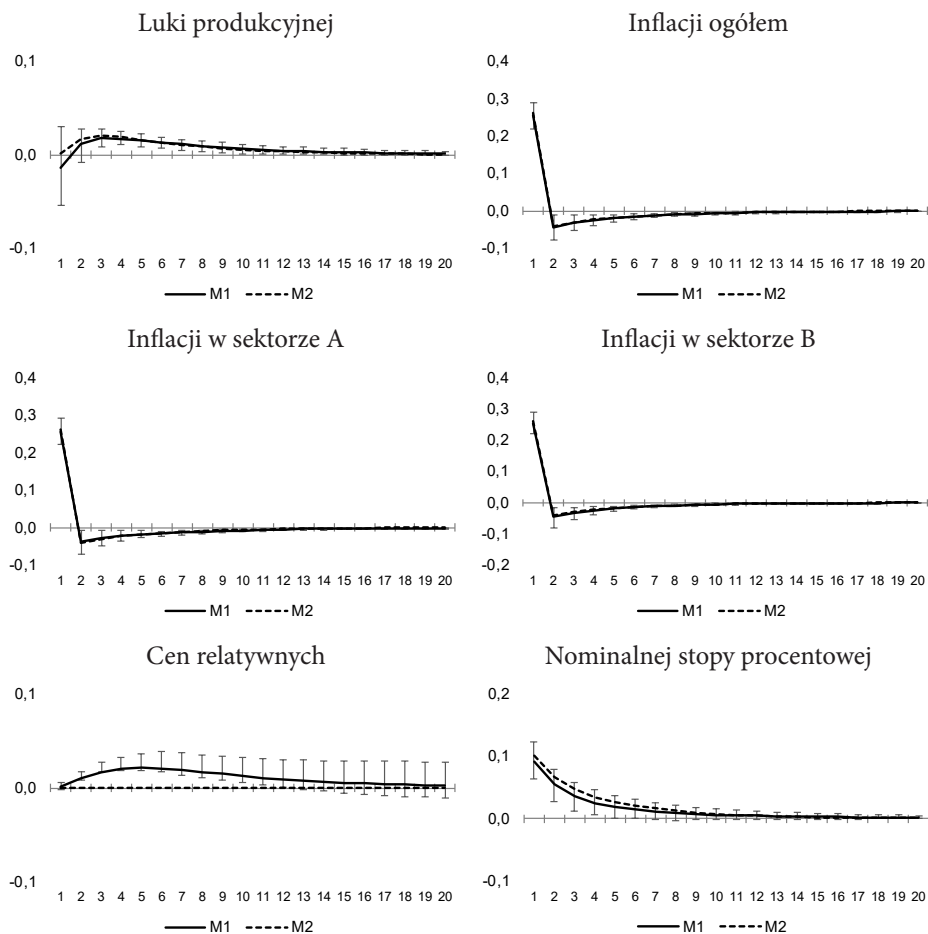 Luki produkcyjnej
0,1
0,0
-0,1
1 2 3 4 5 6 7 8 9 10 11 12 13 14 15 16 17 18 19 20
M1 M2
Inflacji ogółem
0,4
0,3
0,2
0,1
0,0
-0,1
1 2 3 4 5 6 7 8 9 10 11 12 13 14 15 16 17 18 19 20
M1 M2
Inflacji w sektorze A
0,4
0,3
0,2
0,1
0,0
-0,1
1 2 3 4 5 6 7 8 9 10 11 12 13 14 15 16 17 18 19 20
M1 M2
Inflacji w sektorze B
0,4
0,3
0,2
0,1
0,0
-0,1
-0,2
1 2 3 4 5 6 7 8 9 10 11 12 13 14 15 16 17 18 19 20
M1 M2
Cen relatywnych
0,1
0,0
-0,1
1 2 3 4 5 6 7 8 9 10 11 12 13 14 15 16 17 18 19 20
M1 M2
Nominalnej stopy procentowej
0,2
0,1
0,0
-0,1
1 2 3 4 5 6 7 8 9 10 11 12 13 14 15 16 17 18 19 20
M1 M2